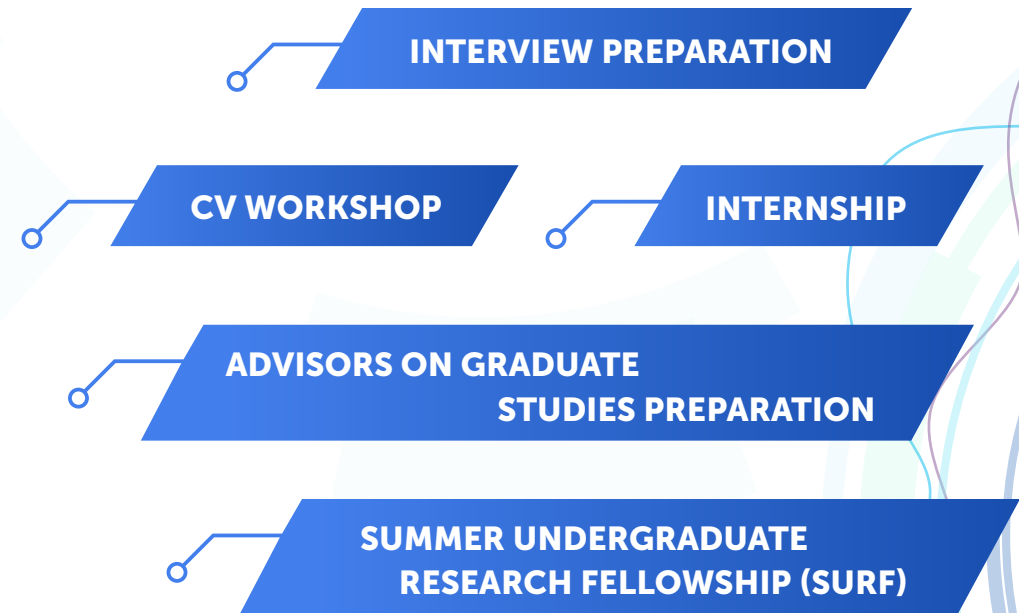 INTERVIEW PREPARATION
CV WORKSHOP
INTERNSHIP
ADVISORS ON GRADUATE
STUDIES PREPARATION
SUMMER UNDERGRADUATE
RESEARCH FELLOWSHIP (SURF)